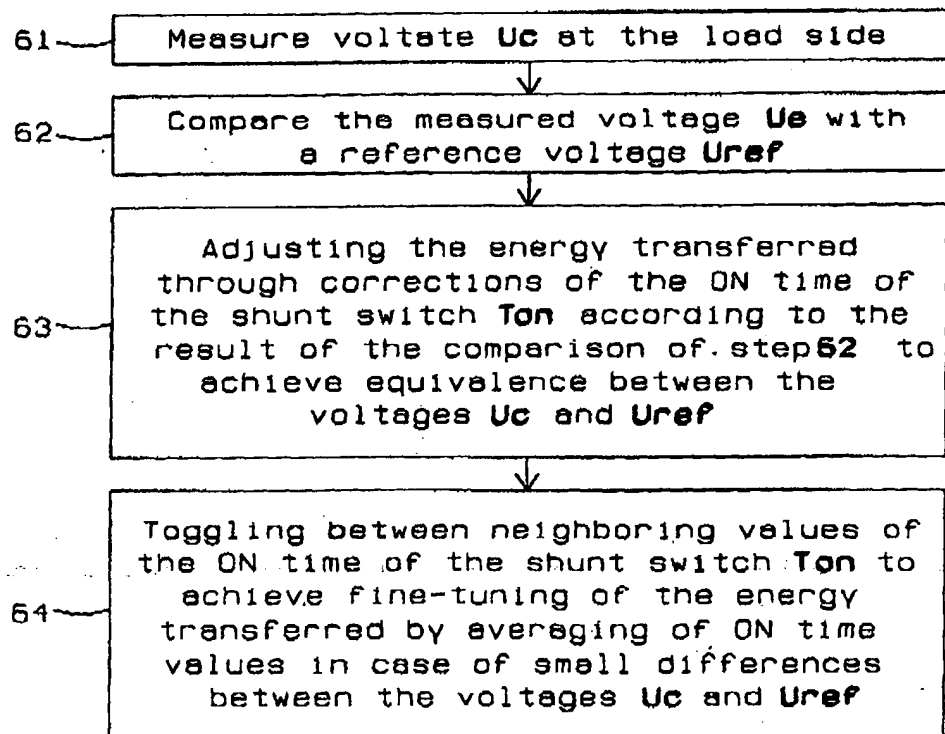 61 Measure voltate Uc at the load side
62 Compare the measured voltage Ue with
a reference voltage Uref
Adjusting the energy transferred
through corrections of the ON time of
63 the shunt switch Ton according to the
result of the comparison of step62 to
achieve equivalence between the
voltages Uc and Uref
Toggling between neighboring values of
the ON time of the shunt switch Ton to
64 achieve fine-tuning of the energy
transferred by averaging of ON time
values in case of small differences
between the voltages Uc and Uref